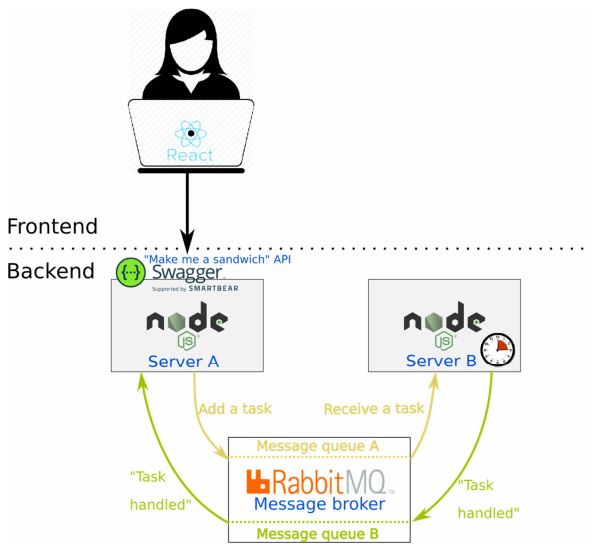 React
Frontend
Backend
"Make me a sandwich" API
{··}
Swagger
Supported by SMARTBEAR
node
JS
Server A
node
JS
Server B
Add a task
Receive a task
Message queue A
RabbitMQ™
Message broker
Message queue B
"Task
handled"
"Task
handled"